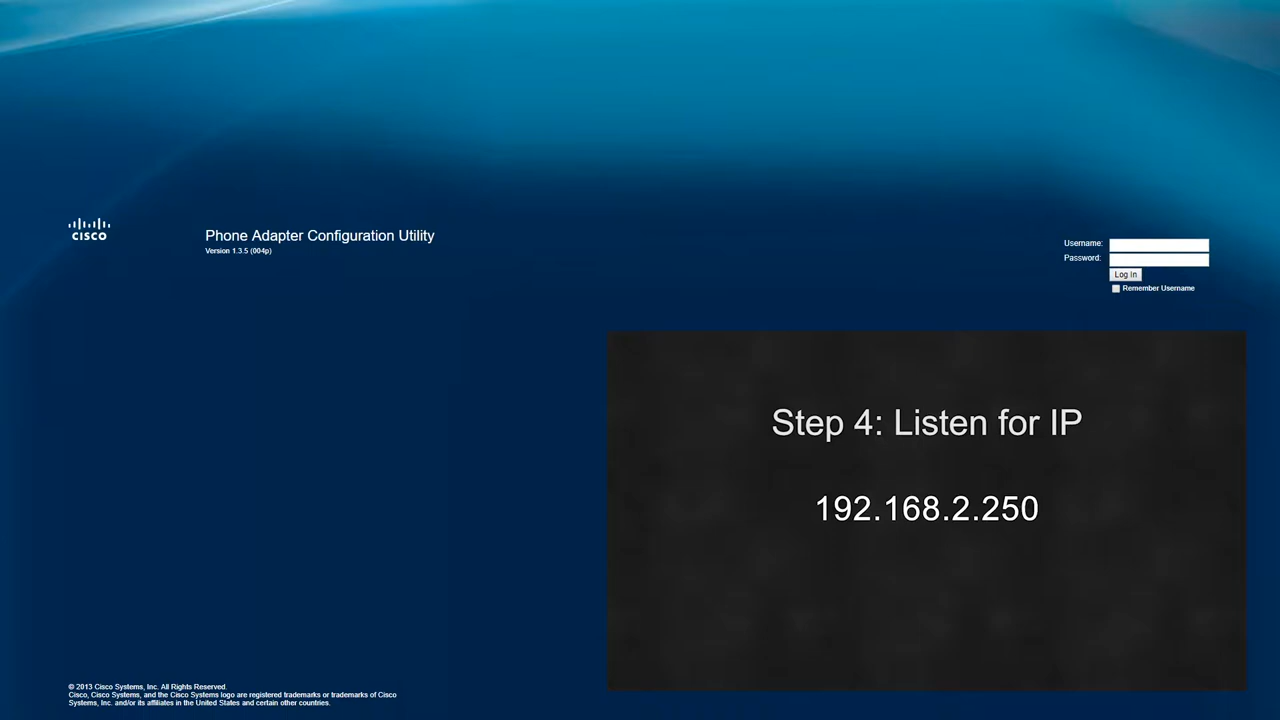 CISCO
Phone Adapter Configuration Utility
Version 1.3.5 (004p)
Username:
Password:
Log In
Remember Username
Step 4: Listen for IP
192.168.2.250
© 2013 Cisco Systems, Inc. All Rights Reserved.
Cisco, Cisco Systems, and the Cisco Systems logo are registered trademarks or trademarks of Cisco
Systems, Inc. and/or its affiliates in the United States and certain other countries.